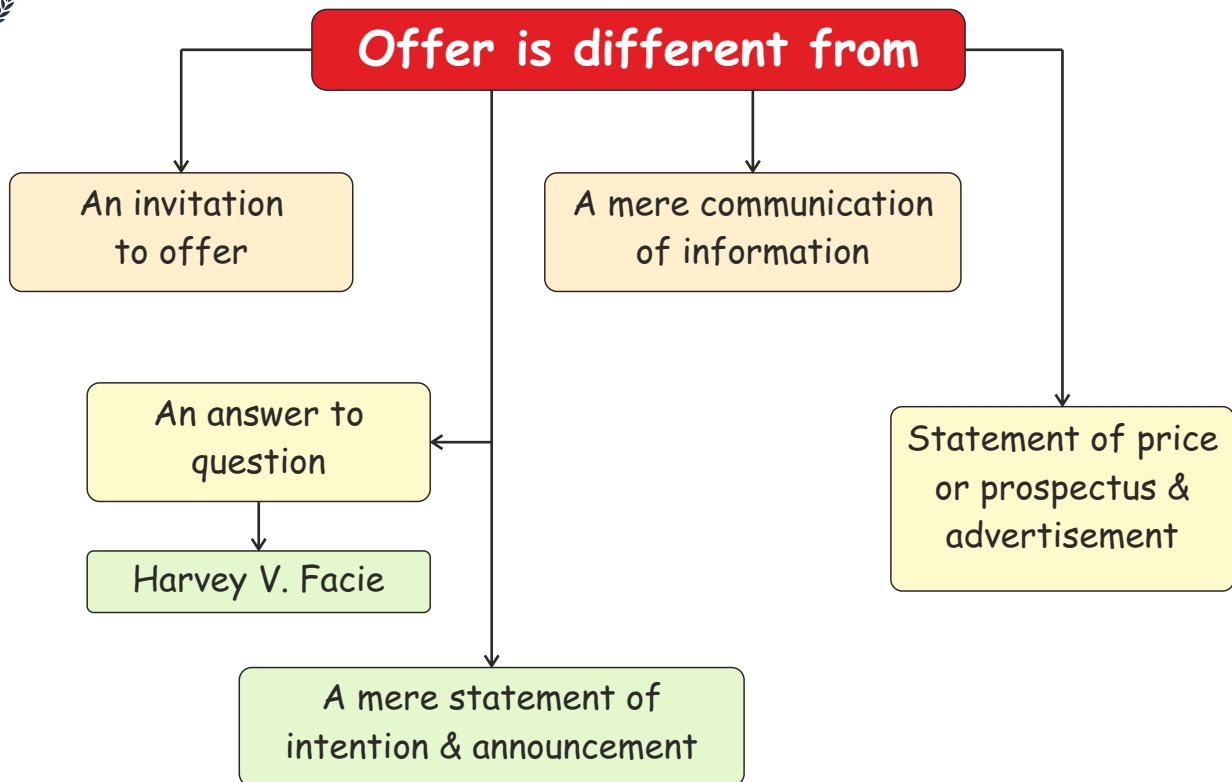 Offer is different from
An invitation
to offer
A mere communication
of information
An answer to
question
Statement of price
or prospectus &
advertisement
Harvey V. Facie
A mere statement of
intention & announcement